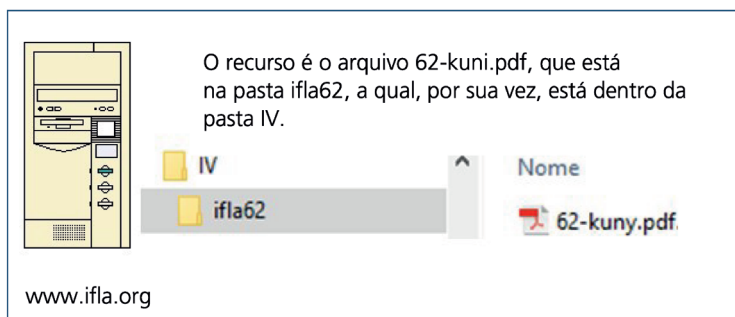 O recurso é o arquivo 62-kuni.pdf, que está
na pasta ifla62, a qual, por sua vez, está dentro da
pasta IV.
IV
ifla62
Nome
62-kuny.pdf
www.ifla.org